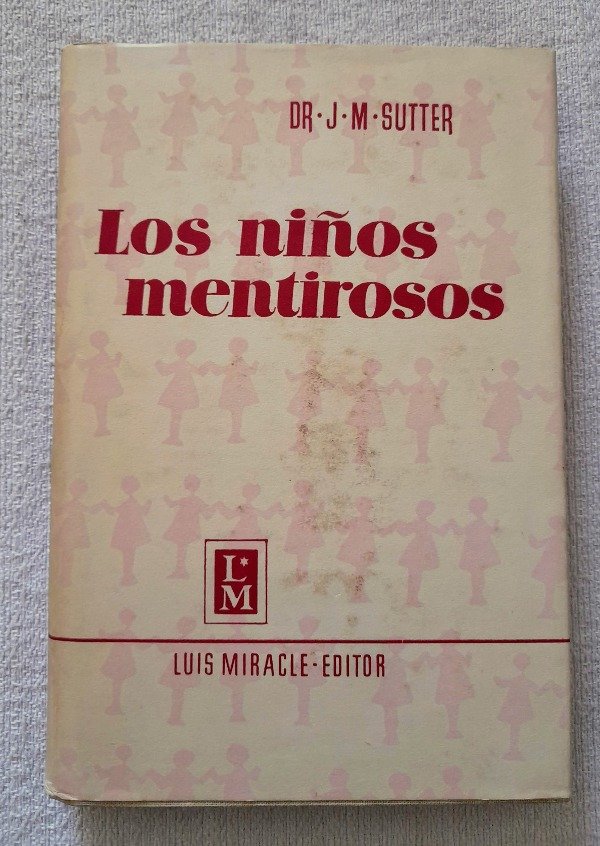 DR·J·M·SUTTER
Los niños
mentirosos
L*
M
LUIS MIRACLE-EDITOR